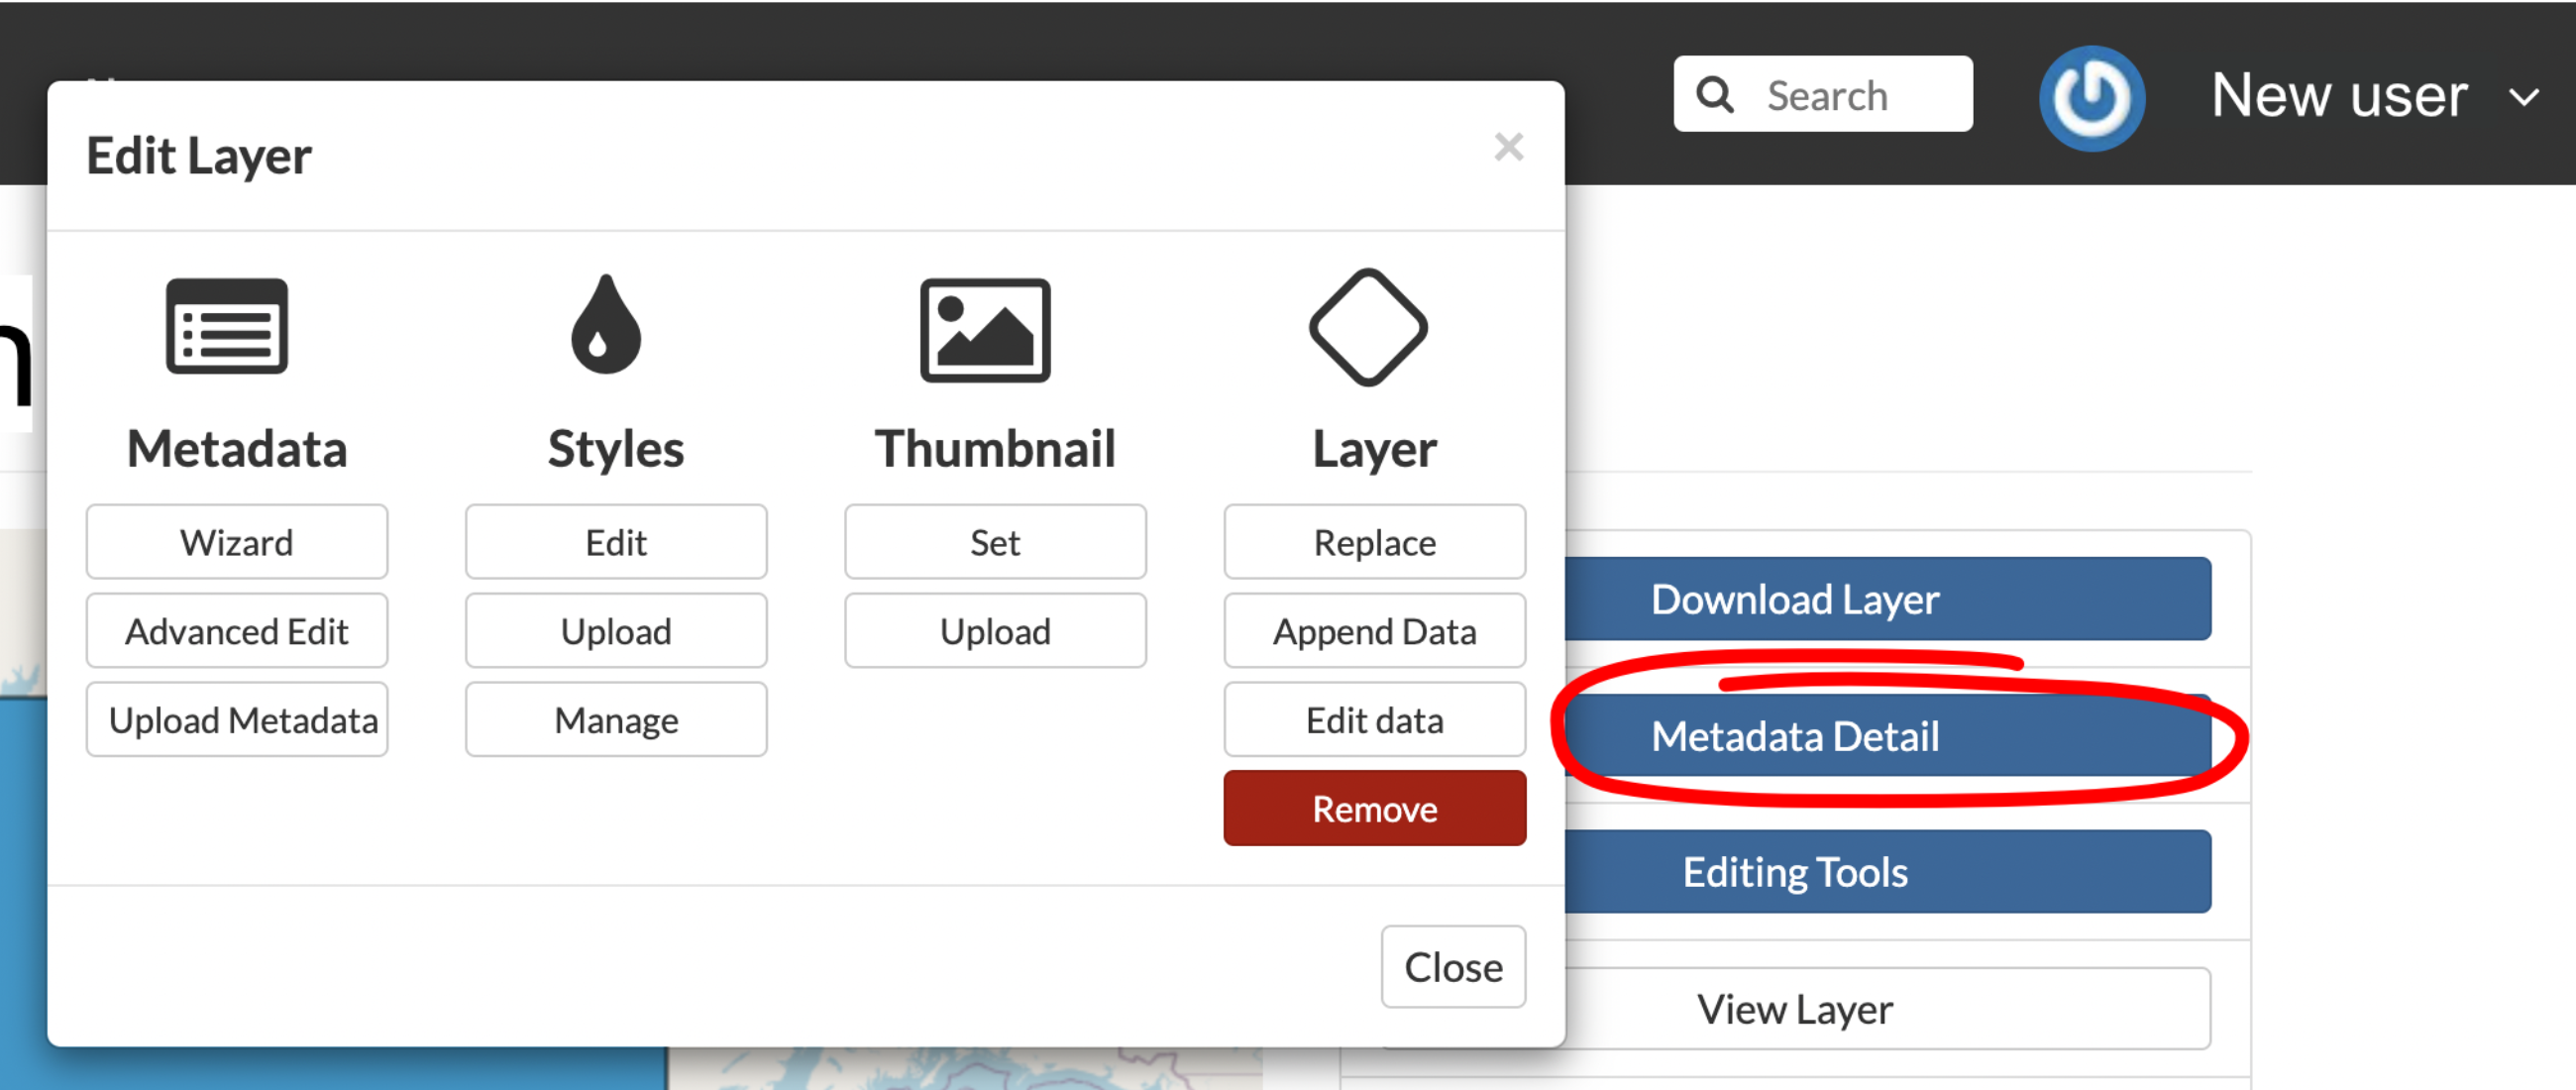 Search
New user
Edit Layer
×
Metadata
Styles
Thumbnail
Layer
Wizard
Edit
Set
Replace
Advanced Edit
Upload
Upload
Append Data
Upload Metadata
Manage
Edit data
Remove
Close
Download Layer
Metadata Detail
Editing Tools
View Layer